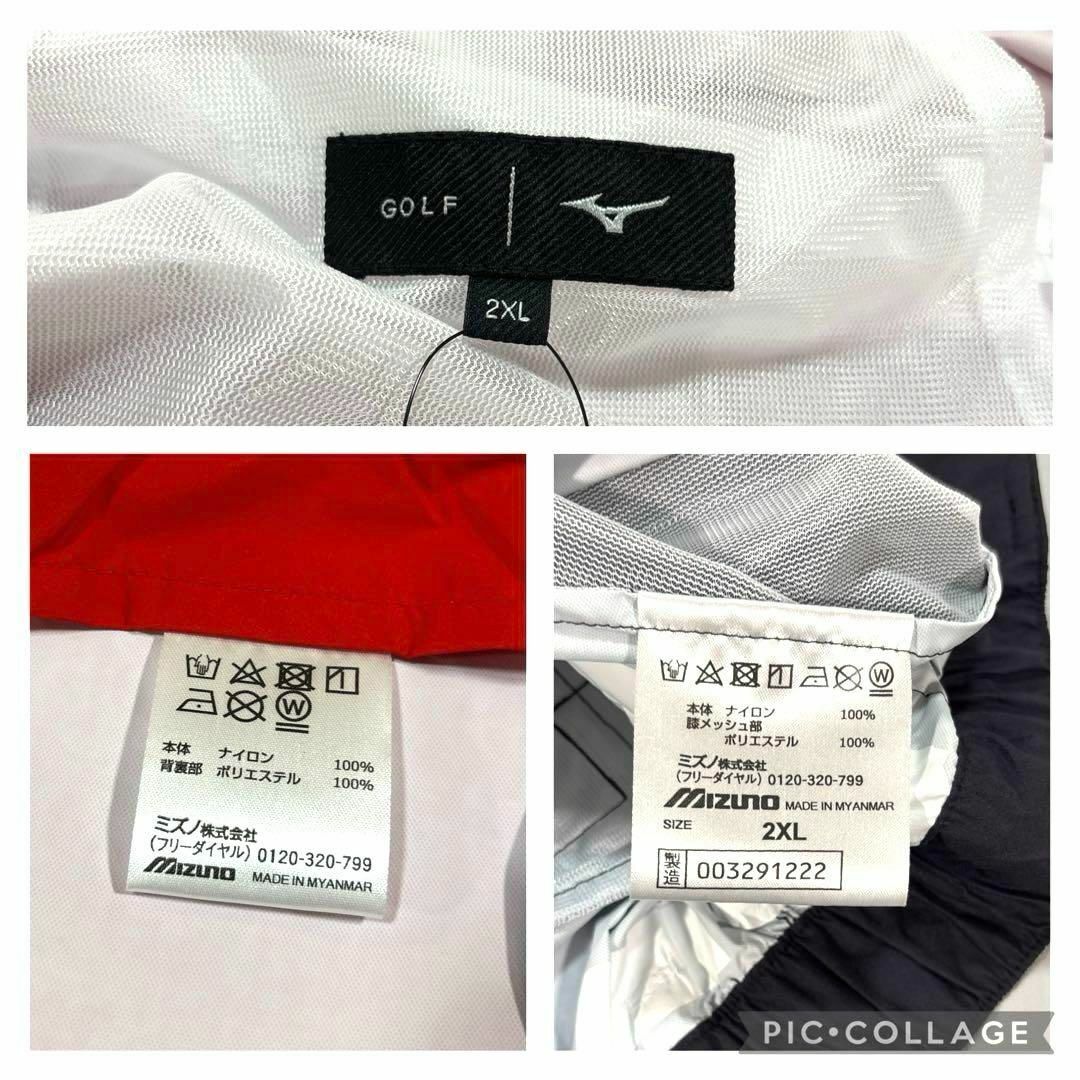 GOLF
2XL
1
W
本体 ナイロン 100%
背裏部 ポリエステル 100%
ミズノ株式会社
(フリーダイヤル) 0120-320-799
MIZUNO MADE IN MYANMAR
1
W
本体 ナイロン 100%
膝メッシュ部
ポリエステル 100%
ミズノ株式会社
(フリーダイヤル) 0120-320-799
MIZUNO MADE IN MYANMAR
SIZE 2XL
製造 003291222
PIC•COLLAGE